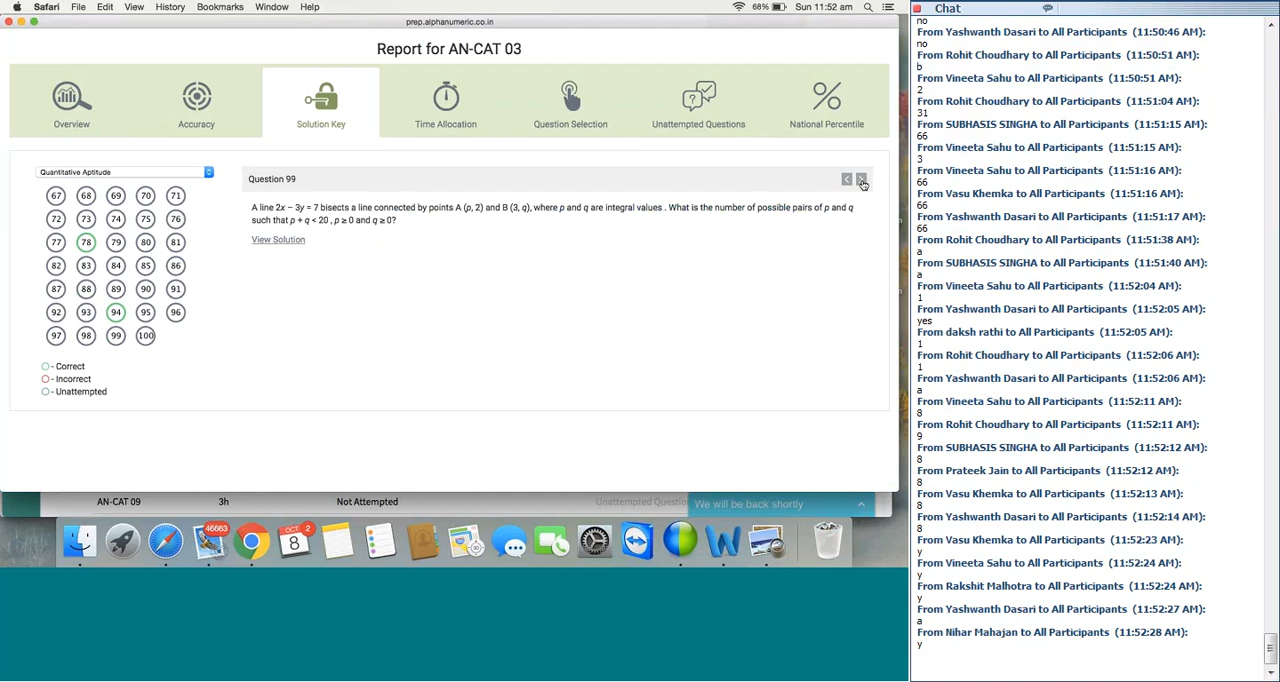 Safari File Edit View History Bookmarks Window Help
68% Sun 11:52 am
prep.alphanumeric.co.in
Report for AN-CAT 03
Overview Accuracy Solution Key Time Allocation Question Selection Unattempted Questions National Percentile
Quantitative Aptitude
67 68 69 70 71
72 73 74 75 76
77 78 79 80 81
82 83 84 85 86
87 88 89 90 91
92 93 94 95 96
97 98 99 100
- Correct
- Incorrect
- Unattempted
Question 99
A line 2x − 3y = 7 bisects a line connected by points A (p, 2) and B (3, q), where p and q are integral values . What is the number of possible pairs of p and q
such that p + q < 20 , p ≥ 0 and q ≥ 0?
View Solution
AN-CAT 09 3h Not Attempted
We will be back shortly
46663
OCT 2
8
Chat
no
From Yashwanth Dasari to All Participants (11:50:46 AM):
no
From Rohit Choudhary to All Participants (11:50:51 AM):
b
From Vineeta Sahu to All Participants (11:50:51 AM):
2
From Rohit Choudhary to All Participants (11:51:04 AM):
31
From SUBHASIS SINGHA to All Participants (11:51:15 AM):
66
From Vineeta Sahu to All Participants (11:51:15 AM):
3
From Vineeta Sahu to All Participants (11:51:16 AM):
66
From Vasu Khemka to All Participants (11:51:16 AM):
66
From Yashwanth Dasari to All Participants (11:51:17 AM):
66
From Rohit Choudhary to All Participants (11:51:38 AM):
a
From SUBHASIS SINGHA to All Participants (11:51:40 AM):
a
From Vineeta Sahu to All Participants (11:52:04 AM):
1
From Yashwanth Dasari to All Participants (11:52:05 AM):
yes
From daksh rathi to All Participants (11:52:05 AM):
1
From Rohit Choudhary to All Participants (11:52:06 AM):
1
From Yashwanth Dasari to All Participants (11:52:06 AM):
a
From Vineeta Sahu to All Participants (11:52:11 AM):
8
From Rohit Choudhary to All Participants (11:52:11 AM):
9
From SUBHASIS SINGHA to All Participants (11:52:12 AM):
8
From Prateek Jain to All Participants (11:52:12 AM):
8
From Vasu Khemka to All Participants (11:52:13 AM):
8
From Yashwanth Dasari to All Participants (11:52:14 AM):
8
From Vasu Khemka to All Participants (11:52:23 AM):
y
From Vineeta Sahu to All Participants (11:52:24 AM):
y
From Rakshit Malhotra to All Participants (11:52:24 AM):
y
From Yashwanth Dasari to All Participants (11:52:27 AM):
a
From Nihar Mahajan to All Participants (11:52:28 AM):
y